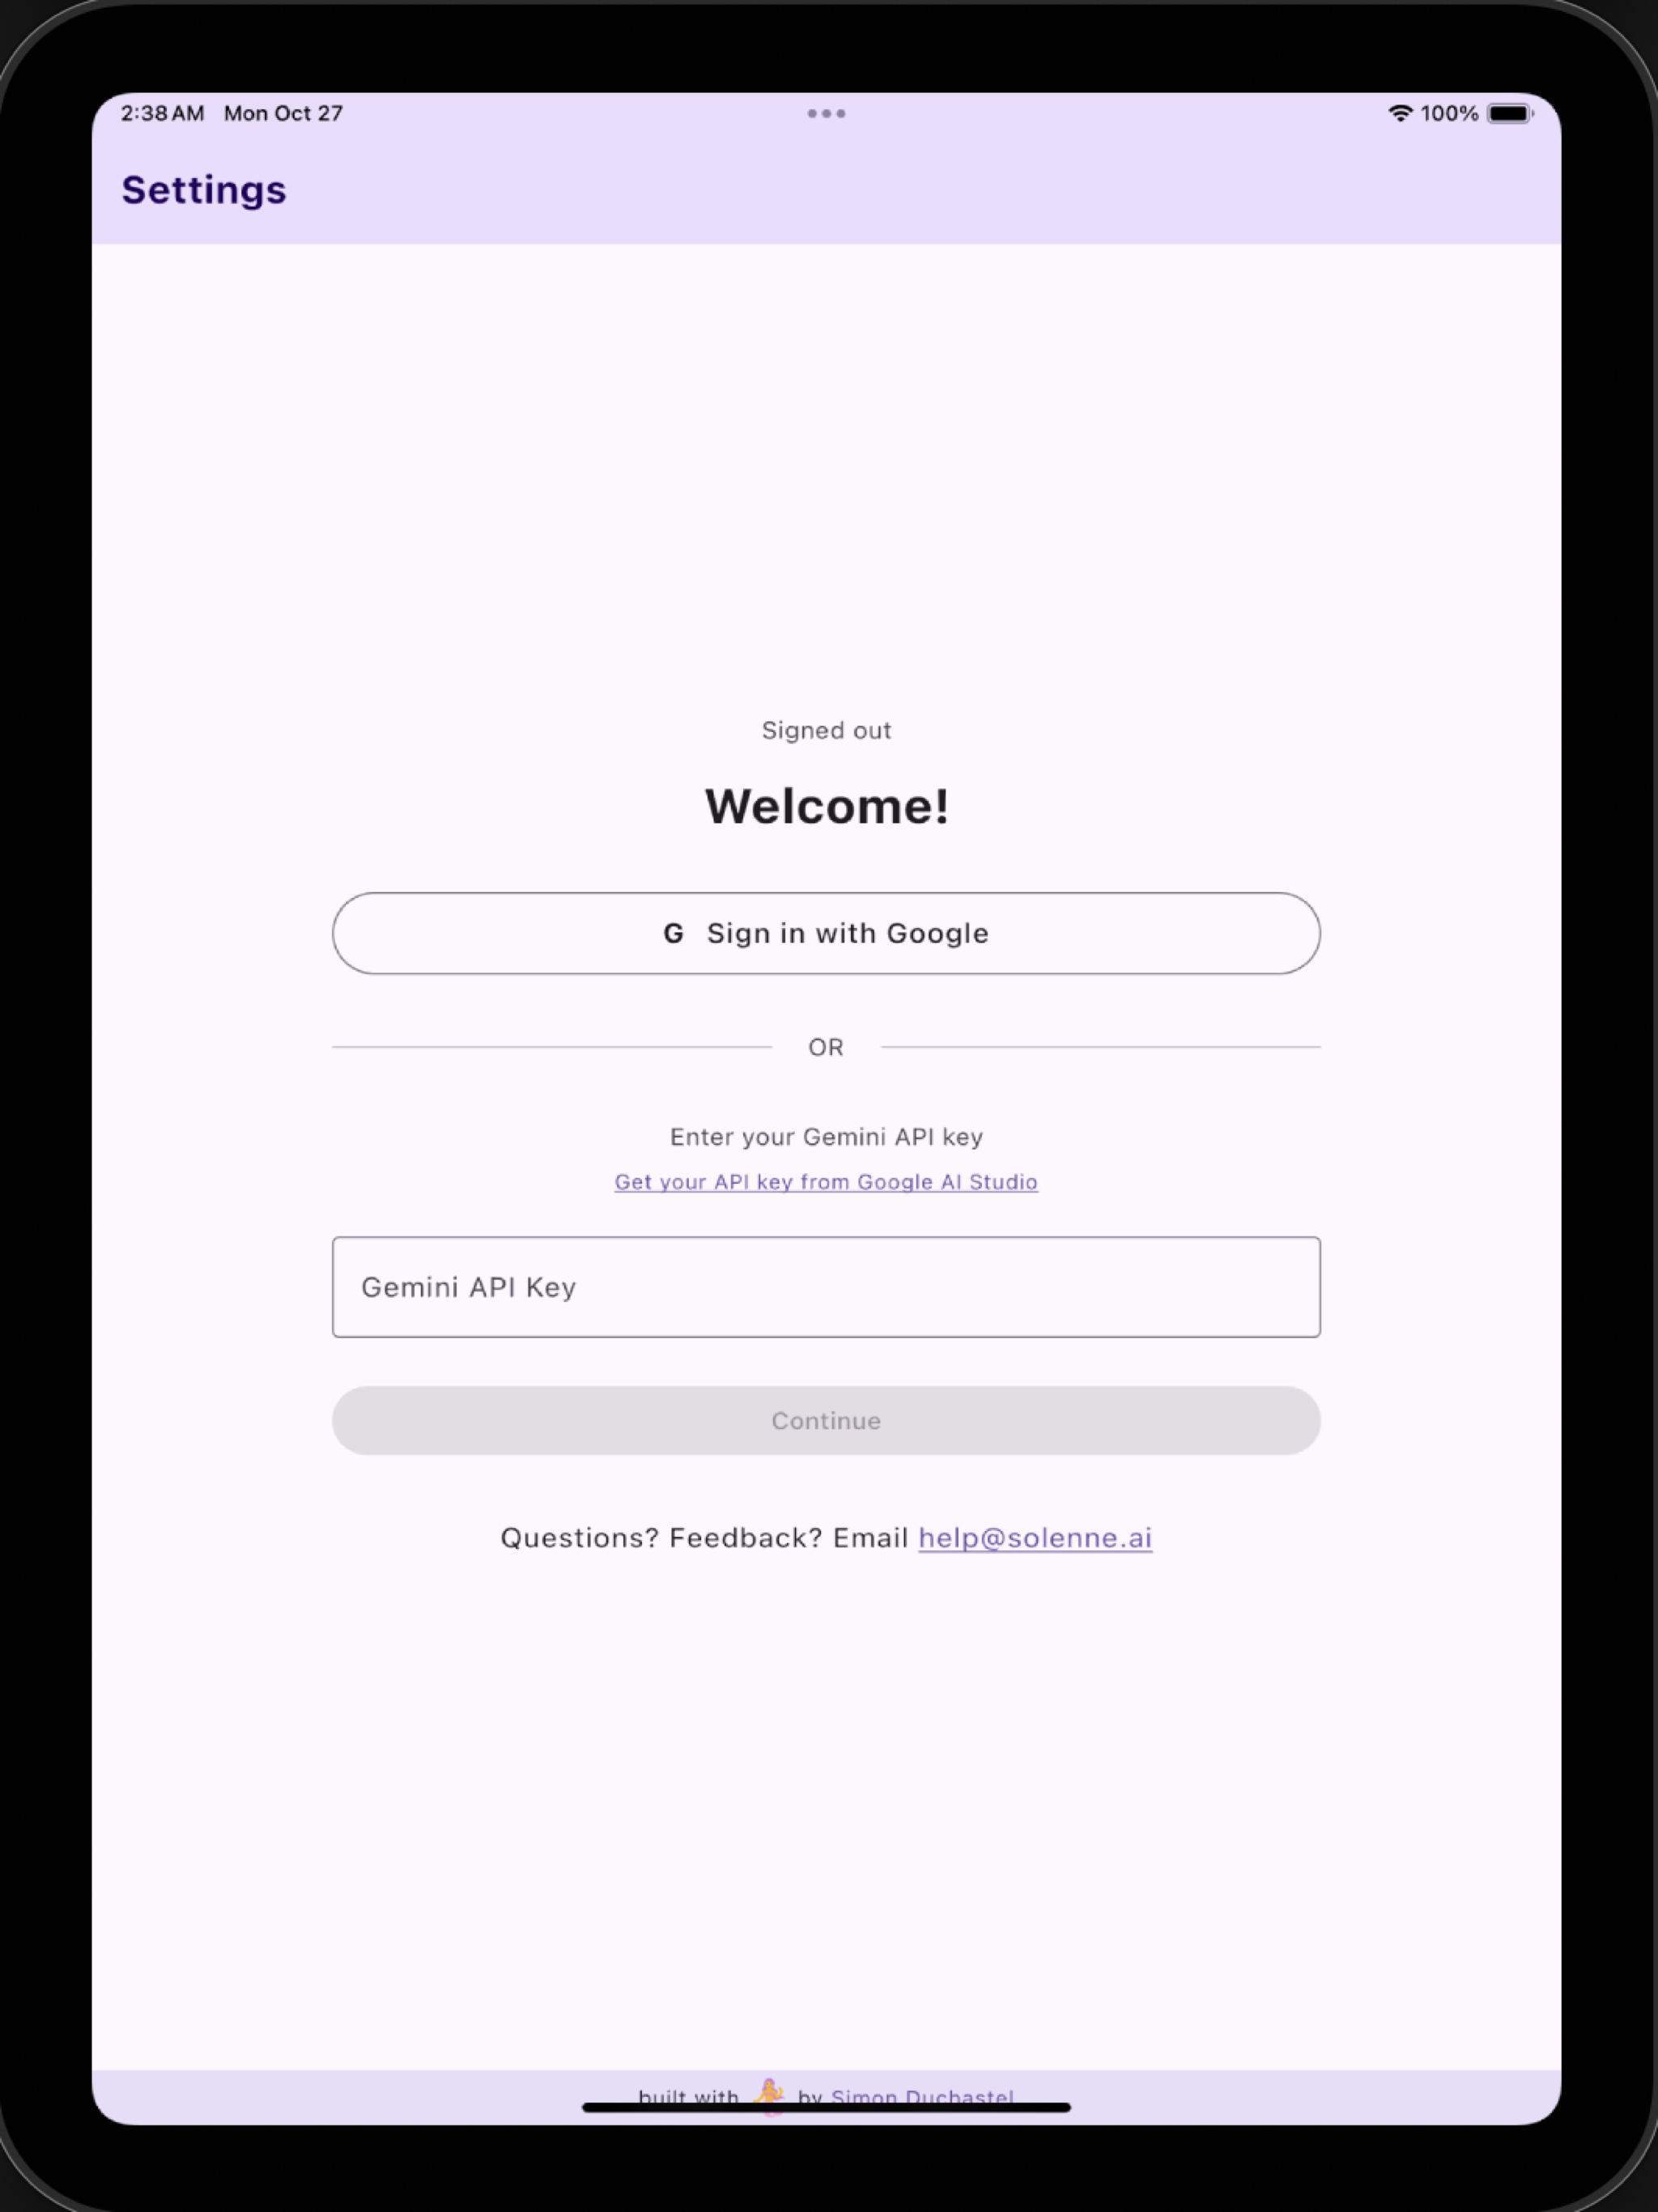 2:38 AM Mon Oct 27
100%
Settings
Signed out
Welcome!
G Sign in with Google
OR
Enter your Gemini API key
Get your API key from Google AI Studio
Gemini API Key
Continue
Questions? Feedback? Email help@solenne.ai
built with 🧜‍♀️ by Simon Duchastel